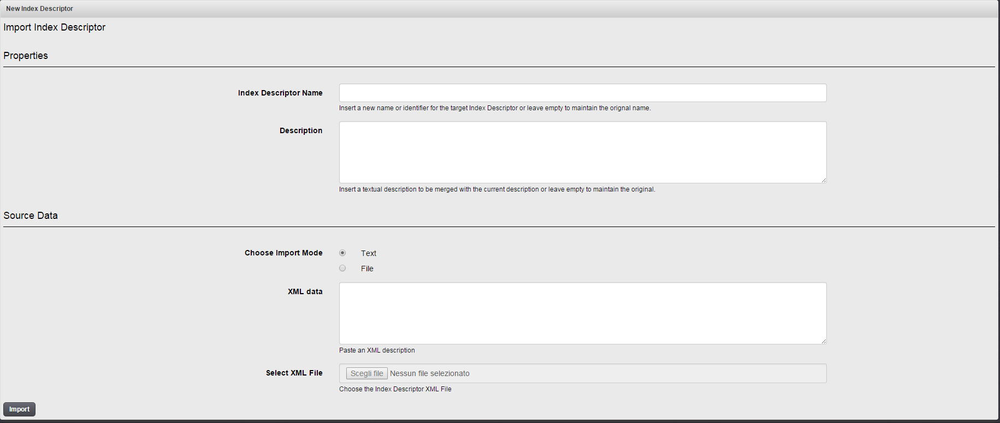 New Index Descriptor
Import Index Descriptor
Properties
Index Descriptor Name
Insert a new name or identifier for the target Index Descriptor or leave empty to maintain the orignal name.
Description
Insert a textual description to be merged with the current description or leave empty to maintain the original.
Source Data
Choose Import Mode
Text
File
XML data
Paste an XML description
Select XML File
Scegli file Nessun file selezionato
Choose the Index Descriptor XML File
Import